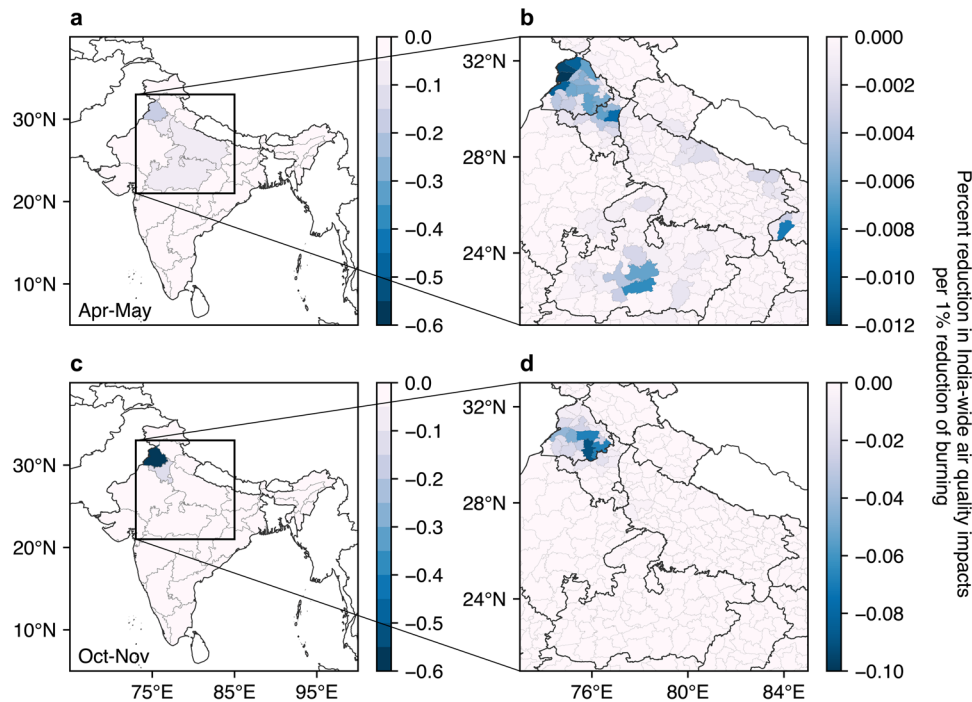 a
30°N
20°N
10°N
Apr-May
0.0
−0.1
−0.2
−0.3
−0.4
−0.5
−0.6
b
32°N
28°N
24°N
0.000
−0.002
−0.004
−0.006
−0.008
−0.010
−0.012
c
30°N
20°N
10°N
Oct-Nov
75°E 85°E 95°E
0.0
−0.1
−0.2
−0.3
−0.4
−0.5
−0.6
d
32°N
28°N
24°N
76°E 80°E 84°E
0.00
−0.02
−0.04
−0.06
−0.08
−0.10
Percent reduction in India-wide air quality impacts
per 1% reduction of burning